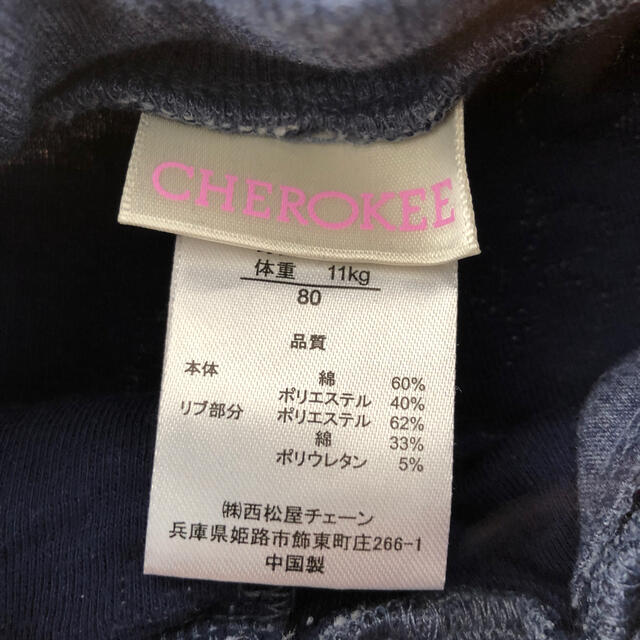 CHEROKEE
体重 11kg
80
品質
本体 綿 60%
ポリエステル 40%
リブ部分 ポリエステル 62%
綿 33%
ポリウレタン 5%
㈱西松屋チェーン
兵庫県姫路市飾東町庄266-1
中国製